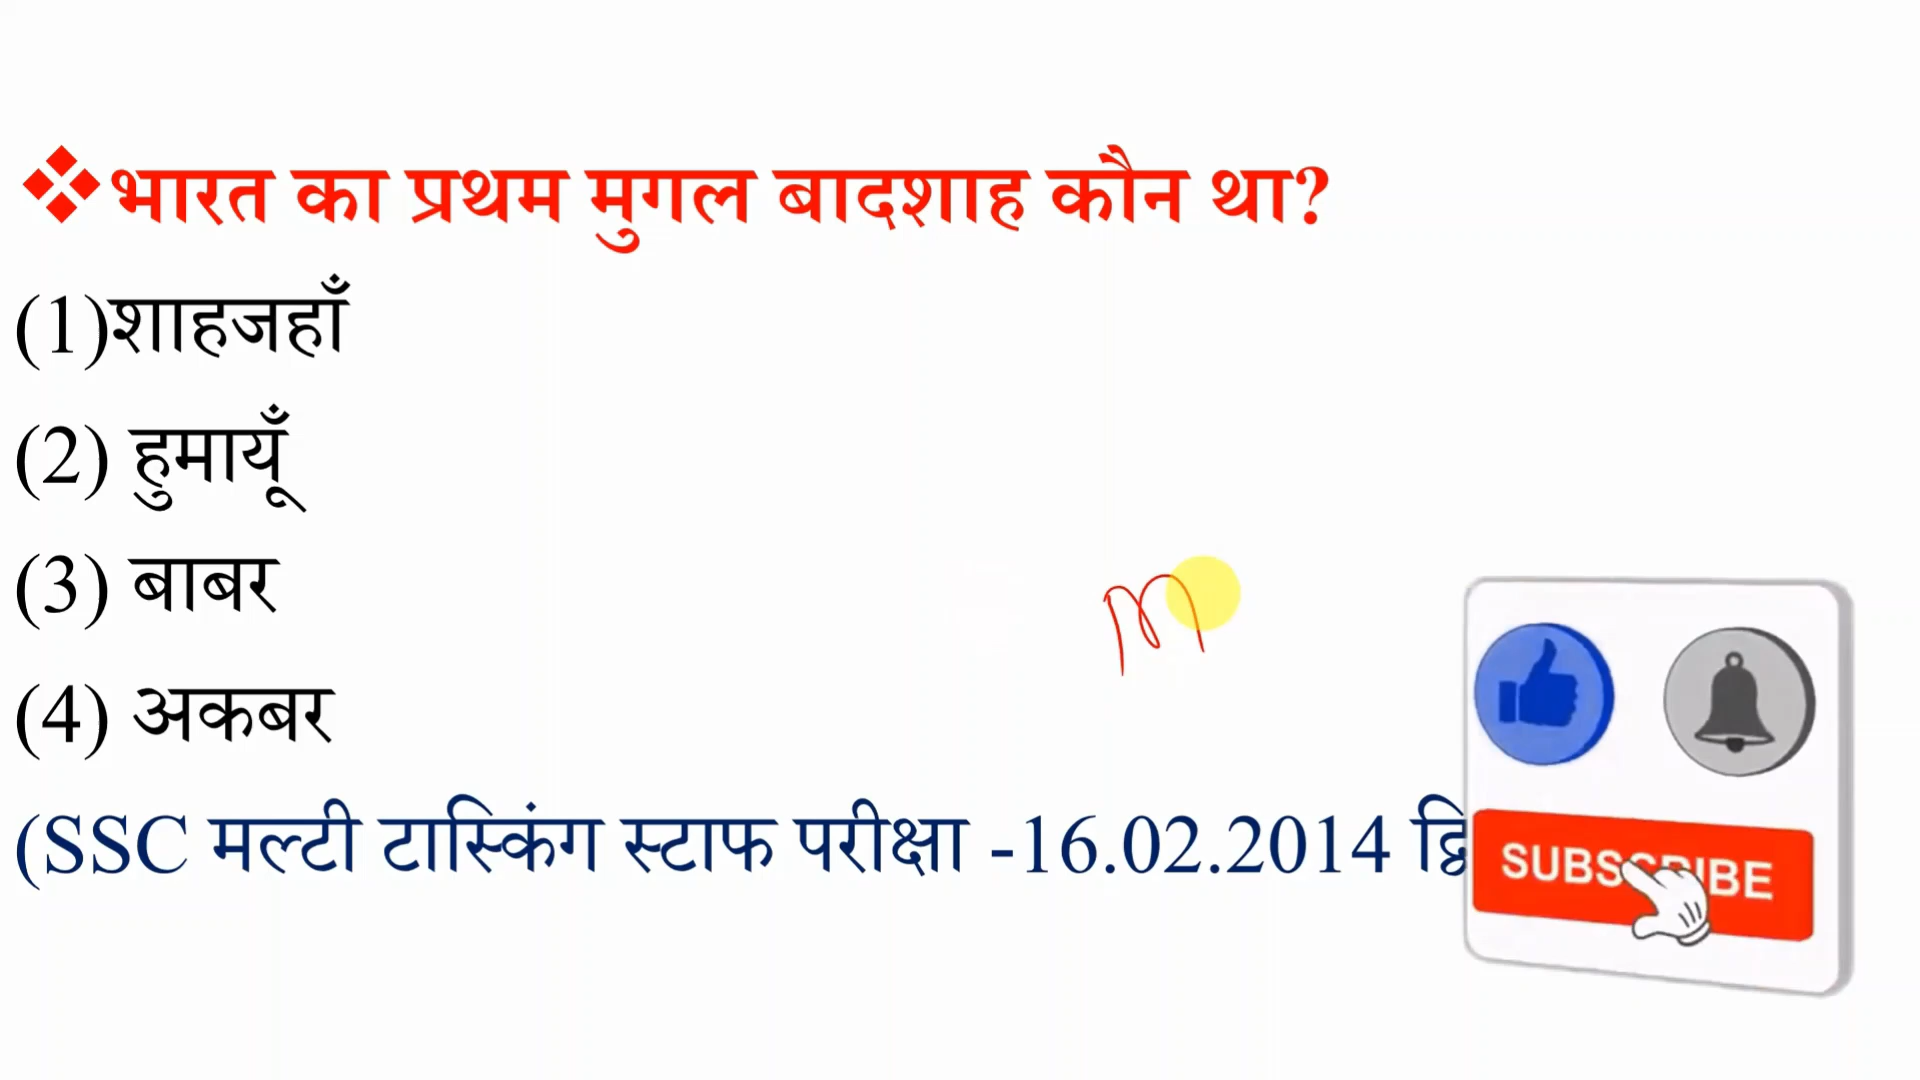 ❖भारत का प्रथम मुगल बादशाह कौन था?
(1)शाहजहाँ
(2) हुमायूँ
(3) बाबर
(4) अकबर
(SSC मल्टी टास्किंग स्टाफ परीक्षा -16.02.2014 द्वि
SUBSCRIBE